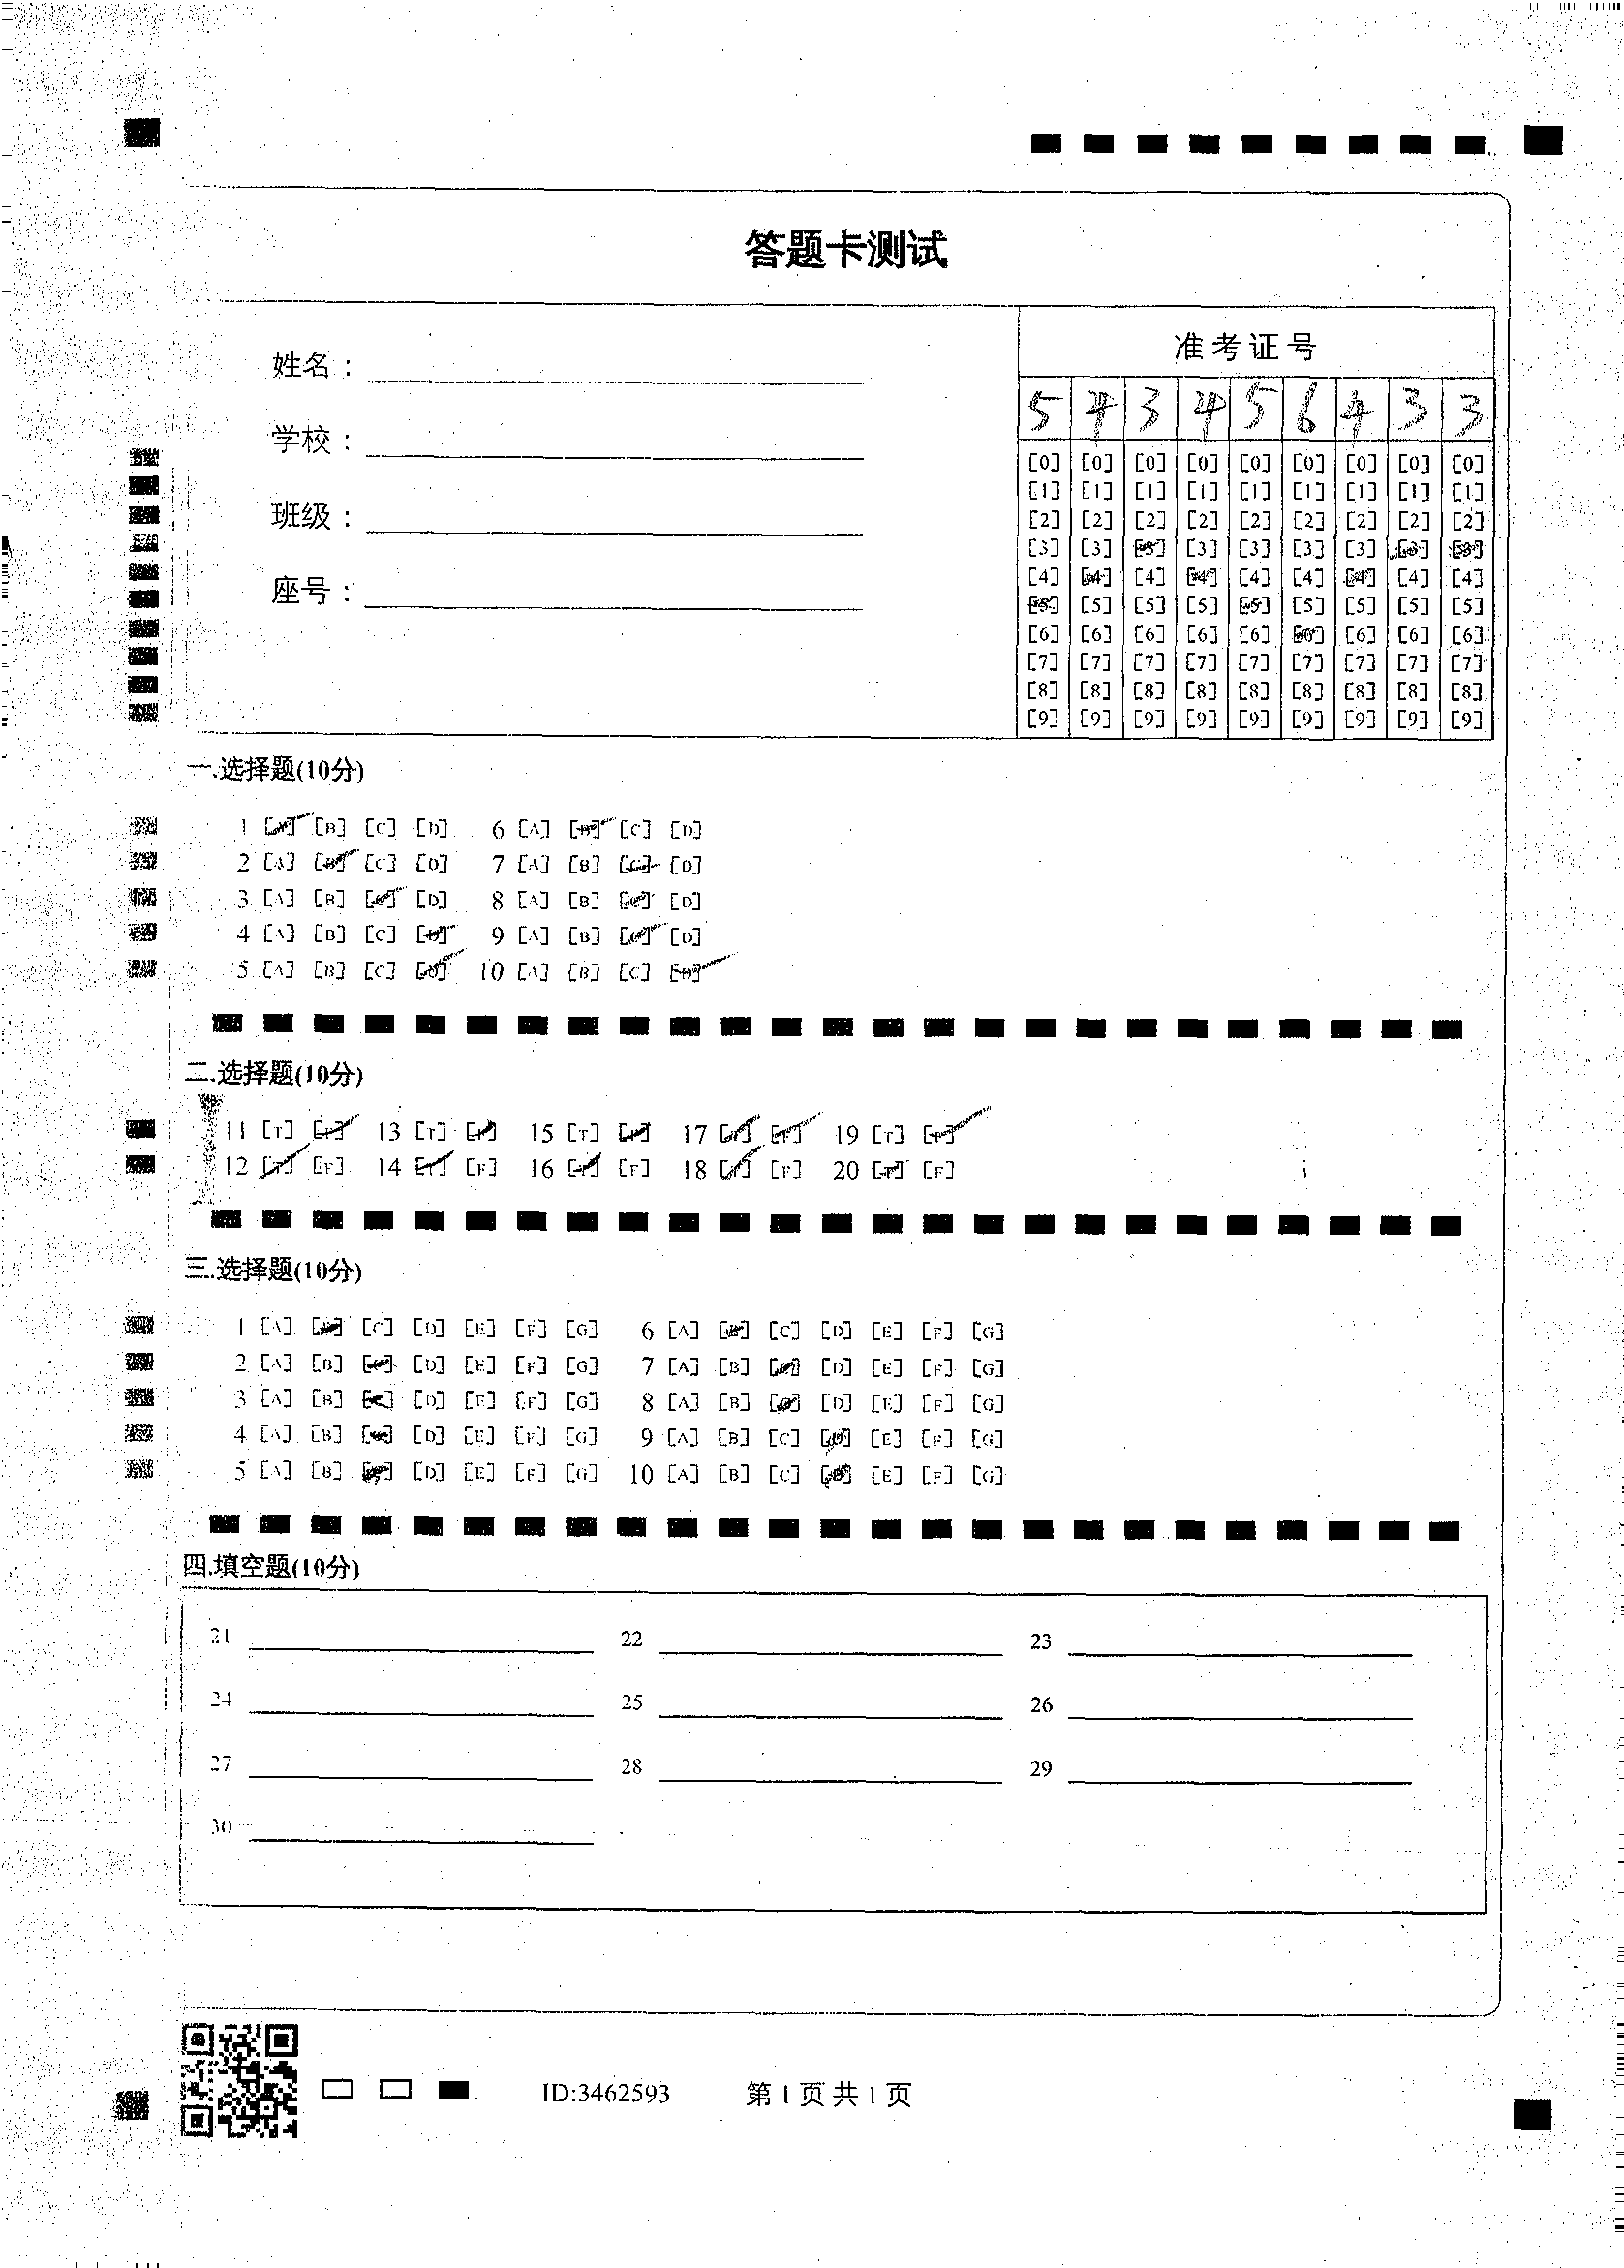 答题卡测试
准考证号
姓名：
学校：
班级：
座号：
5 4 3 4 5 6 4 3 3
[0] [0] [0] [0] [0] [0] [0] [0] [0]
[1] [1] [1] [1] [1] [1] [1] [1] [1]
[2] [2] [2] [2] [2] [2] [2] [2] [2]
[3] [3] [3] [3] [3] [3] [3] [3] [3]
[4] [4] [4] [4] [4] [4] [4] [4] [4]
[5] [5] [5] [5] [5] [5] [5] [5] [5]
[6] [6] [6] [6] [6] [6] [6] [6] [6]
[7] [7] [7] [7] [7] [7] [7] [7] [7]
[8] [8] [8] [8] [8] [8] [8] [8] [8]
[9] [9] [9] [9] [9] [9] [9] [9] [9]
一.选择题(10分)
1 [A] [B] [C] [D] 6 [A] [B] [C] [D]
2 [A] [B] [C] [D] 7 [A] [B] [C] [D]
3 [A] [B] [C] [D] 8 [A] [B] [C] [D]
4 [A] [B] [C] [D] 9 [A] [B] [C] [D]
5 [A] [B] [C] [D] 10 [A] [B] [C] [D]
二.选择题(10分)
11 [T] [F] 13 [T] [F] 15 [T] [F] 17 [T] [F] 19 [T] [F]
12 [T] [F] 14 [T] [F] 16 [T] [F] 18 [T] [F] 20 [T] [F]
三.选择题(10分)
1 [A] [B] [C] [D] [E] [F] [G] 6 [A] [B] [C] [D] [E] [F] [G]
2 [A] [B] [C] [D] [E] [F] [G] 7 [A] [B] [C] [D] [E] [F] [G]
3 [A] [B] [C] [D] [E] [F] [G] 8 [A] [B] [C] [D] [E] [F] [G]
4 [A] [B] [C] [D] [E] [F] [G] 9 [A] [B] [C] [D] [E] [F] [G]
5 [A] [B] [C] [D] [E] [F] [G] 10 [A] [B] [C] [D] [E] [F] [G]
四.填空题(10分)
21 22 23
24 25 26
27 28 29
30
ID:3462593 第1页共1页